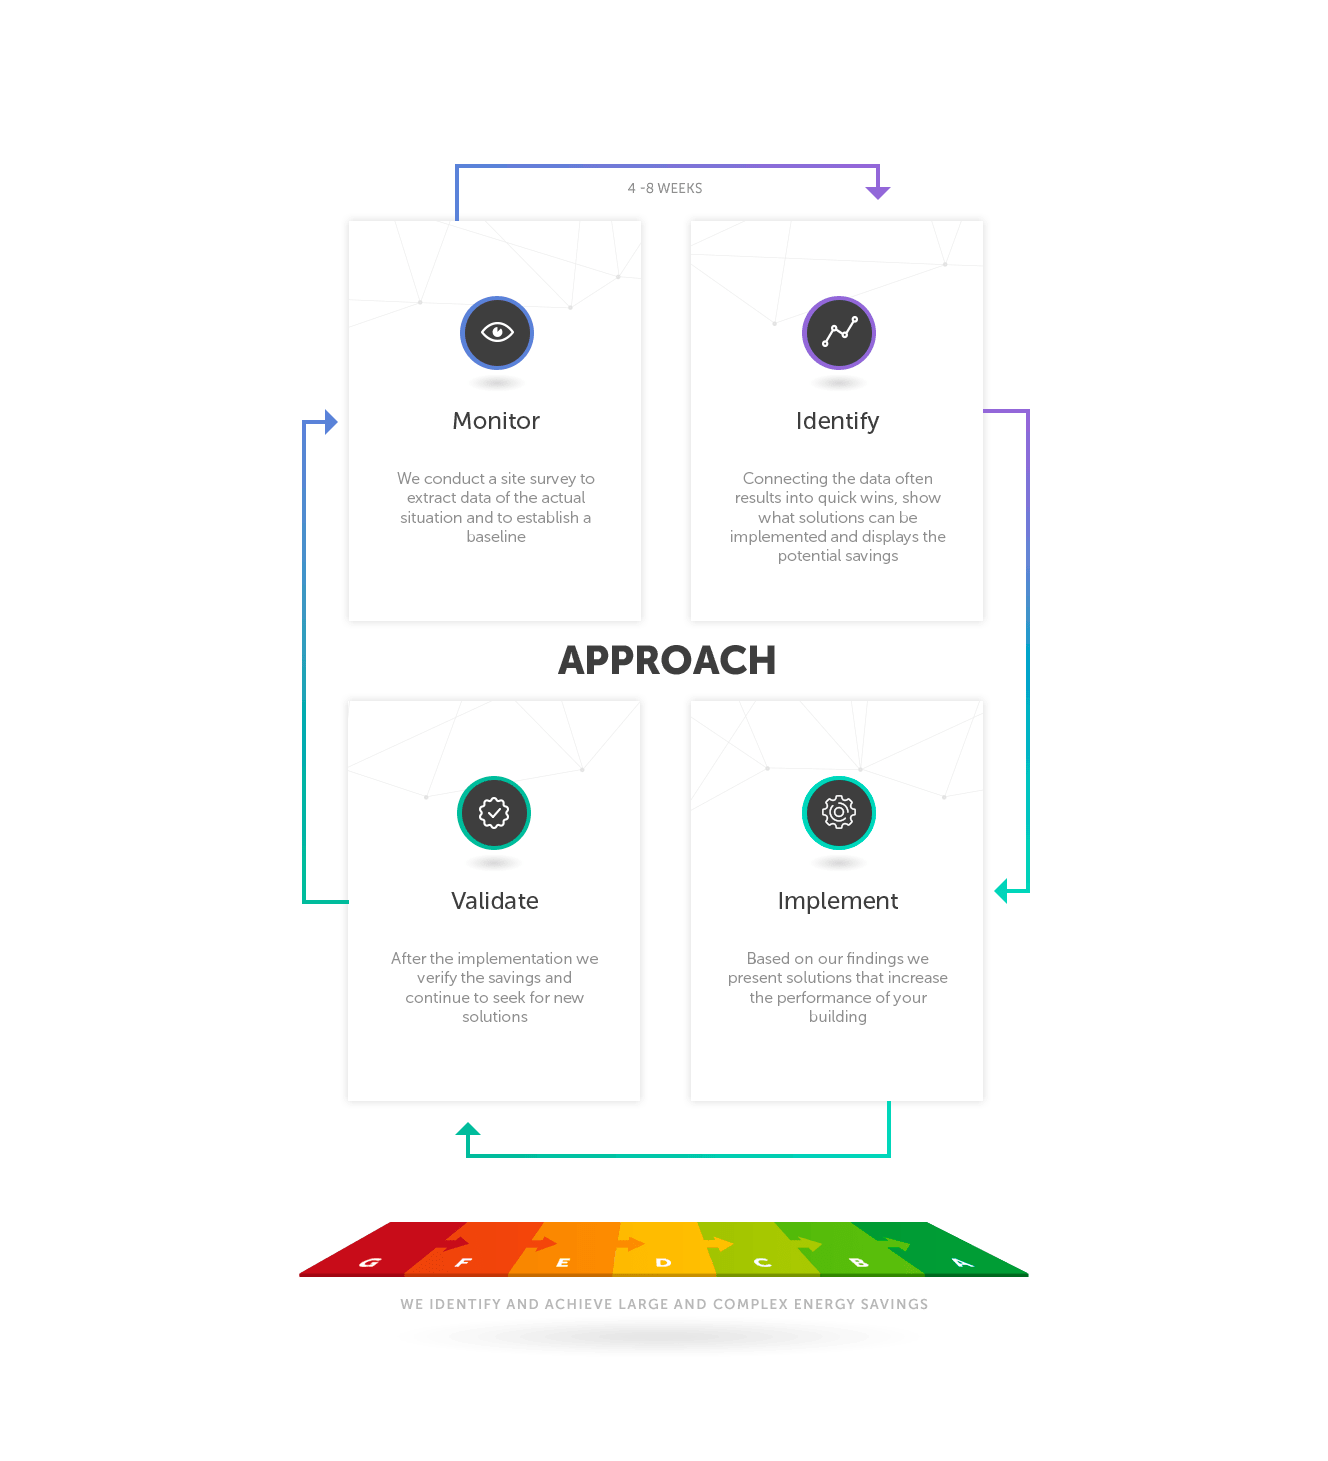 4 -8 WEEKS
Monitor
We conduct a site survey to
extract data of the actual
situation and to establish a
baseline
Identify
Connecting the data often
results into quick wins, show
what solutions can be
implemented and displays the
potential savings
APPROACH
Validate
After the implementation we
verify the savings and
continue to seek for new
solutions
Implement
Based on our findings we
present solutions that increase
the performance of your
building
G F E D C B A
WE IDENTIFY AND ACHIEVE LARGE AND COMPLEX ENERGY SAVINGS